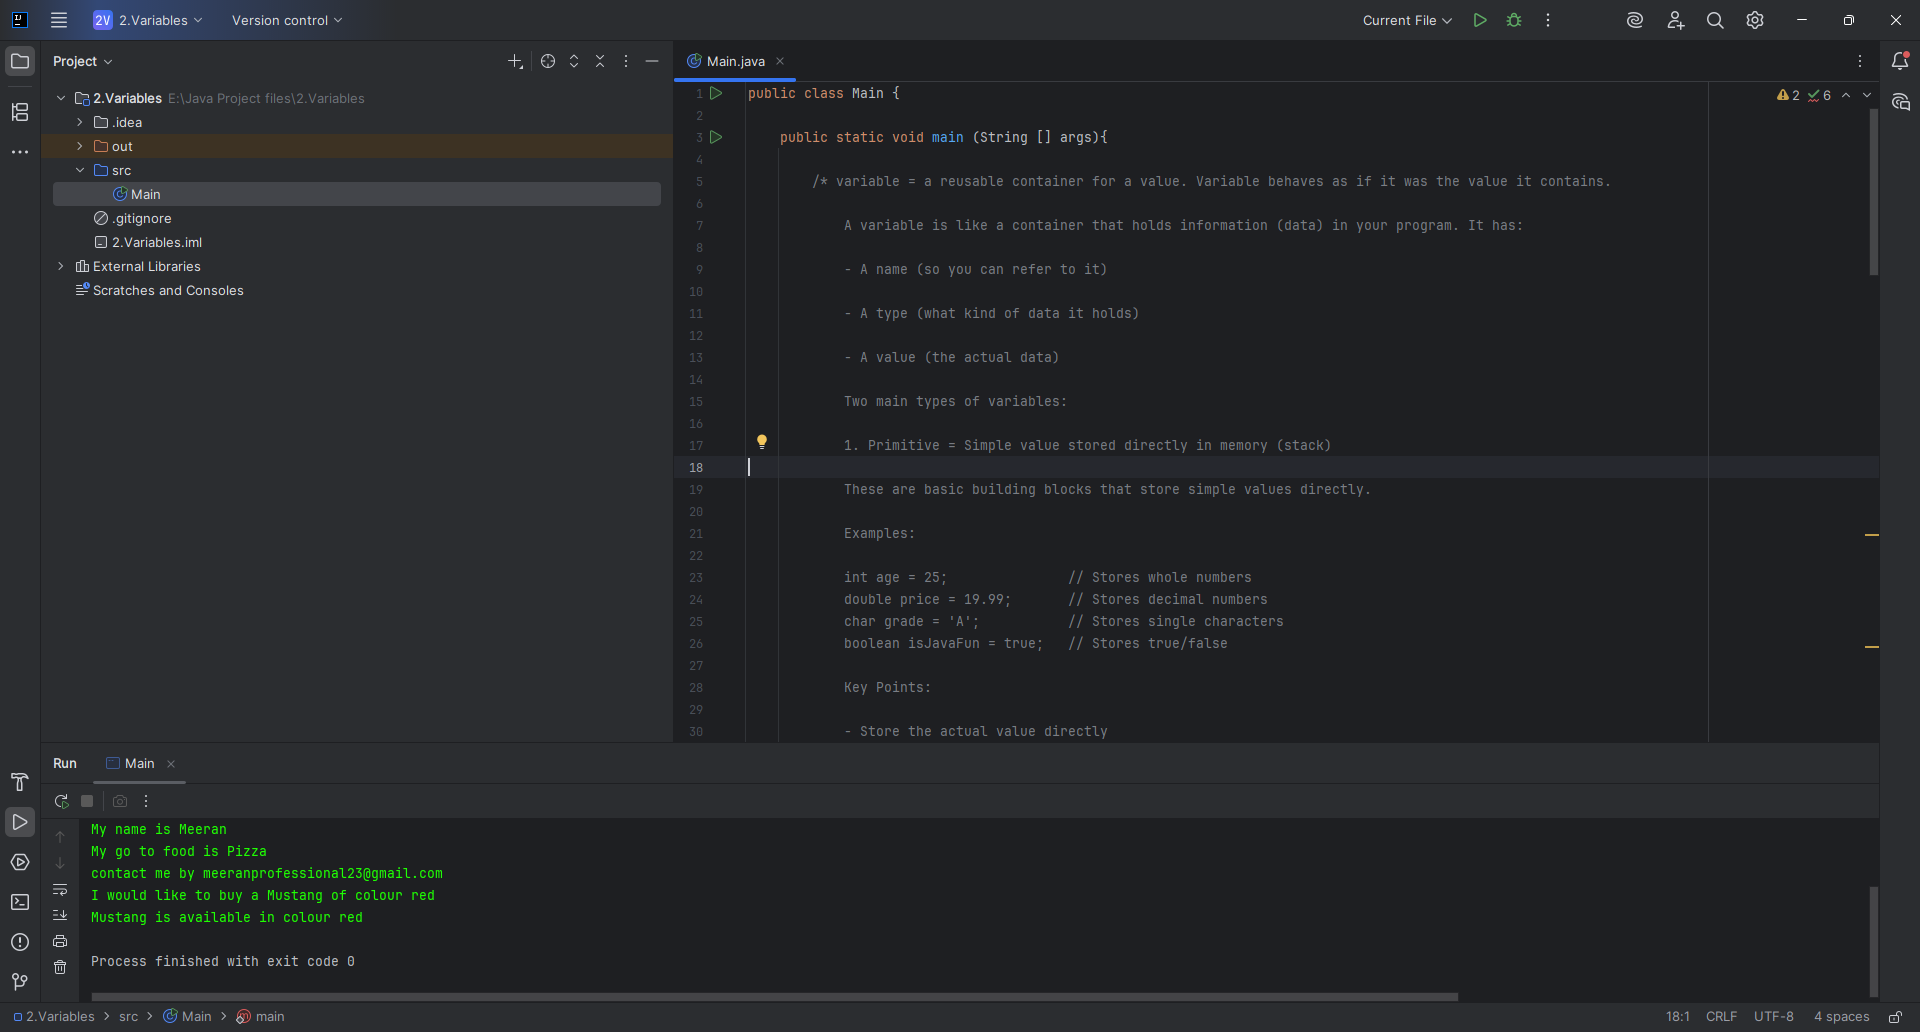 2V 2.Variables Version control Current File
Project
Main.java
2.Variables E:\Java Project files\2.Variables
.idea
out
src
Main
.gitignore
2.Variables.iml
External Libraries
Scratches and Consoles
2 6
1 public class Main {
2
3 public static void main (String [] args){
4
5 /* variable = a reusable container for a value. Variable behaves as if it was the value it contains.
6
7 A variable is like a container that holds information (data) in your program. It has:
8
9 - A name (so you can refer to it)
10
11 - A type (what kind of data it holds)
12
13 - A value (the actual data)
14
15 Two main types of variables:
16
17 1. Primitive = Simple value stored directly in memory (stack)
18
19 These are basic building blocks that store simple values directly.
20
21 Examples:
22
23 int age = 25; // Stores whole numbers
24 double price = 19.99; // Stores decimal numbers
25 char grade = 'A'; // Stores single characters
26 boolean isJavaFun = true; // Stores true/false
27
28 Key Points:
29
30 - Store the actual value directly
Run Main
My name is Meeran
My go to food is Pizza
contact me by meeranprofessional23@gmail.com
I would like to buy a Mustang of colour red
Mustang is available in colour red
Process finished with exit code 0
2.Variables > src > Main > main 18:1 CRLF UTF-8 4 spaces